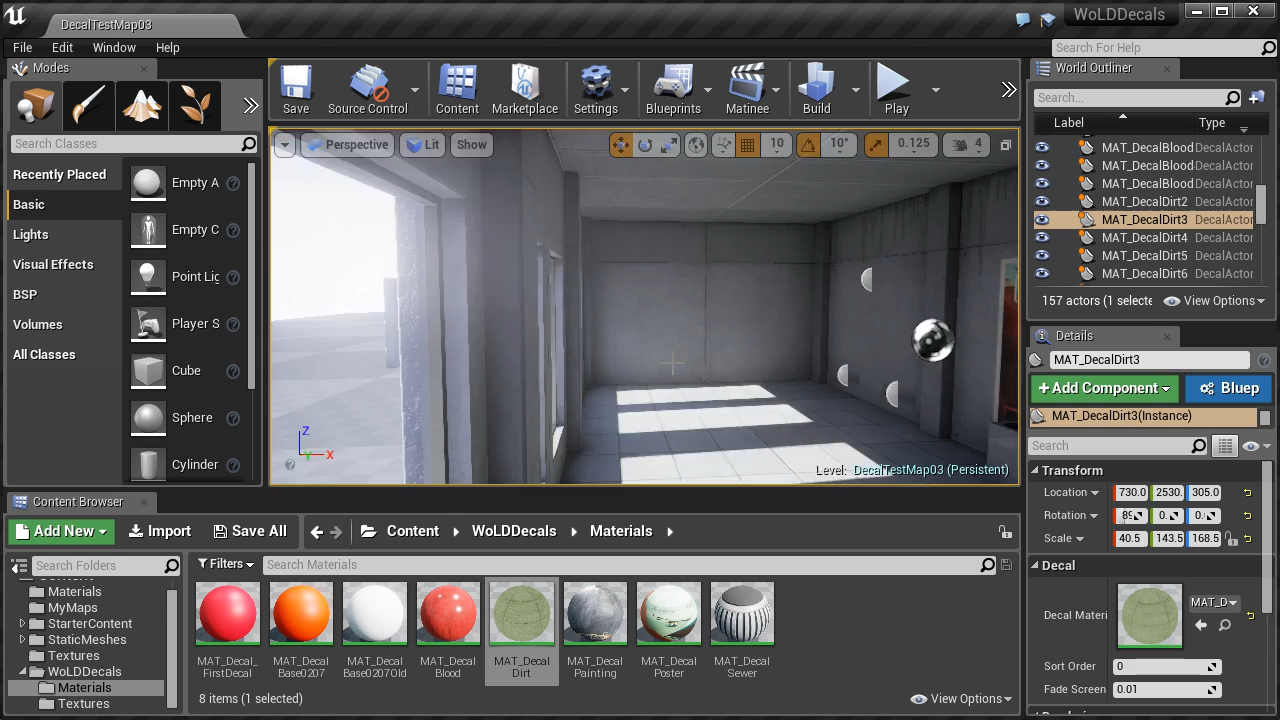 DecalTestMap03
WoLDDecals
File Edit Window Help
Search For Help
Modes
World Outliner
Save
Source Control
Content
Marketplace
Settings
Blueprints
Matinee
Build
Play
Search Classes
Search...
Label Type
Recently Placed
Basic
Lights
Visual Effects
BSP
Volumes
All Classes
Empty A
Empty C
Point Lig
Player S
Cube
Sphere
Cylinder
Perspective Lit Show
10 10° 0.125 4
Z
Y X
Level: DecalTestMap03 (Persistent)
MAT_DecalBlood DecalActor
MAT_DecalBlood DecalActor
MAT_DecalBlood DecalActor
MAT_DecalDirt2 DecalActor
MAT_DecalDirt3 DecalActor
MAT_DecalDirt4 DecalActor
MAT_DecalDirt5 DecalActor
MAT_DecalDirt6 DecalActor
157 actors (1 selecte View Options
Details
MAT_DecalDirt3
+Add Component Bluep
MAT_DecalDirt3(Instance)
Search
Transform
Location 730.0 2530. 305.0
Rotation 89 0. 0.
Scale 40.5 143.5 168.5
Decal
Decal Materi MAT_D
Sort Order 0
Fade Screen 0.01
Content Browser
Add New Import Save All Content WoLDDecals Materials
Search Folders
Filters Search Materials
Materials
MyMaps
StarterContent
StaticMeshes
Textures
WoLDDecals
Materials
Textures
MAT_Decal_
FirstDecal
MAT_Decal
Base0207
MAT_Decal
Base0207Old
MAT_Decal
Blood
MAT_Decal
Dirt
MAT_Decal
Painting
MAT_Decal
Poster
MAT_Decal
Sewer
8 items (1 selected) View Options